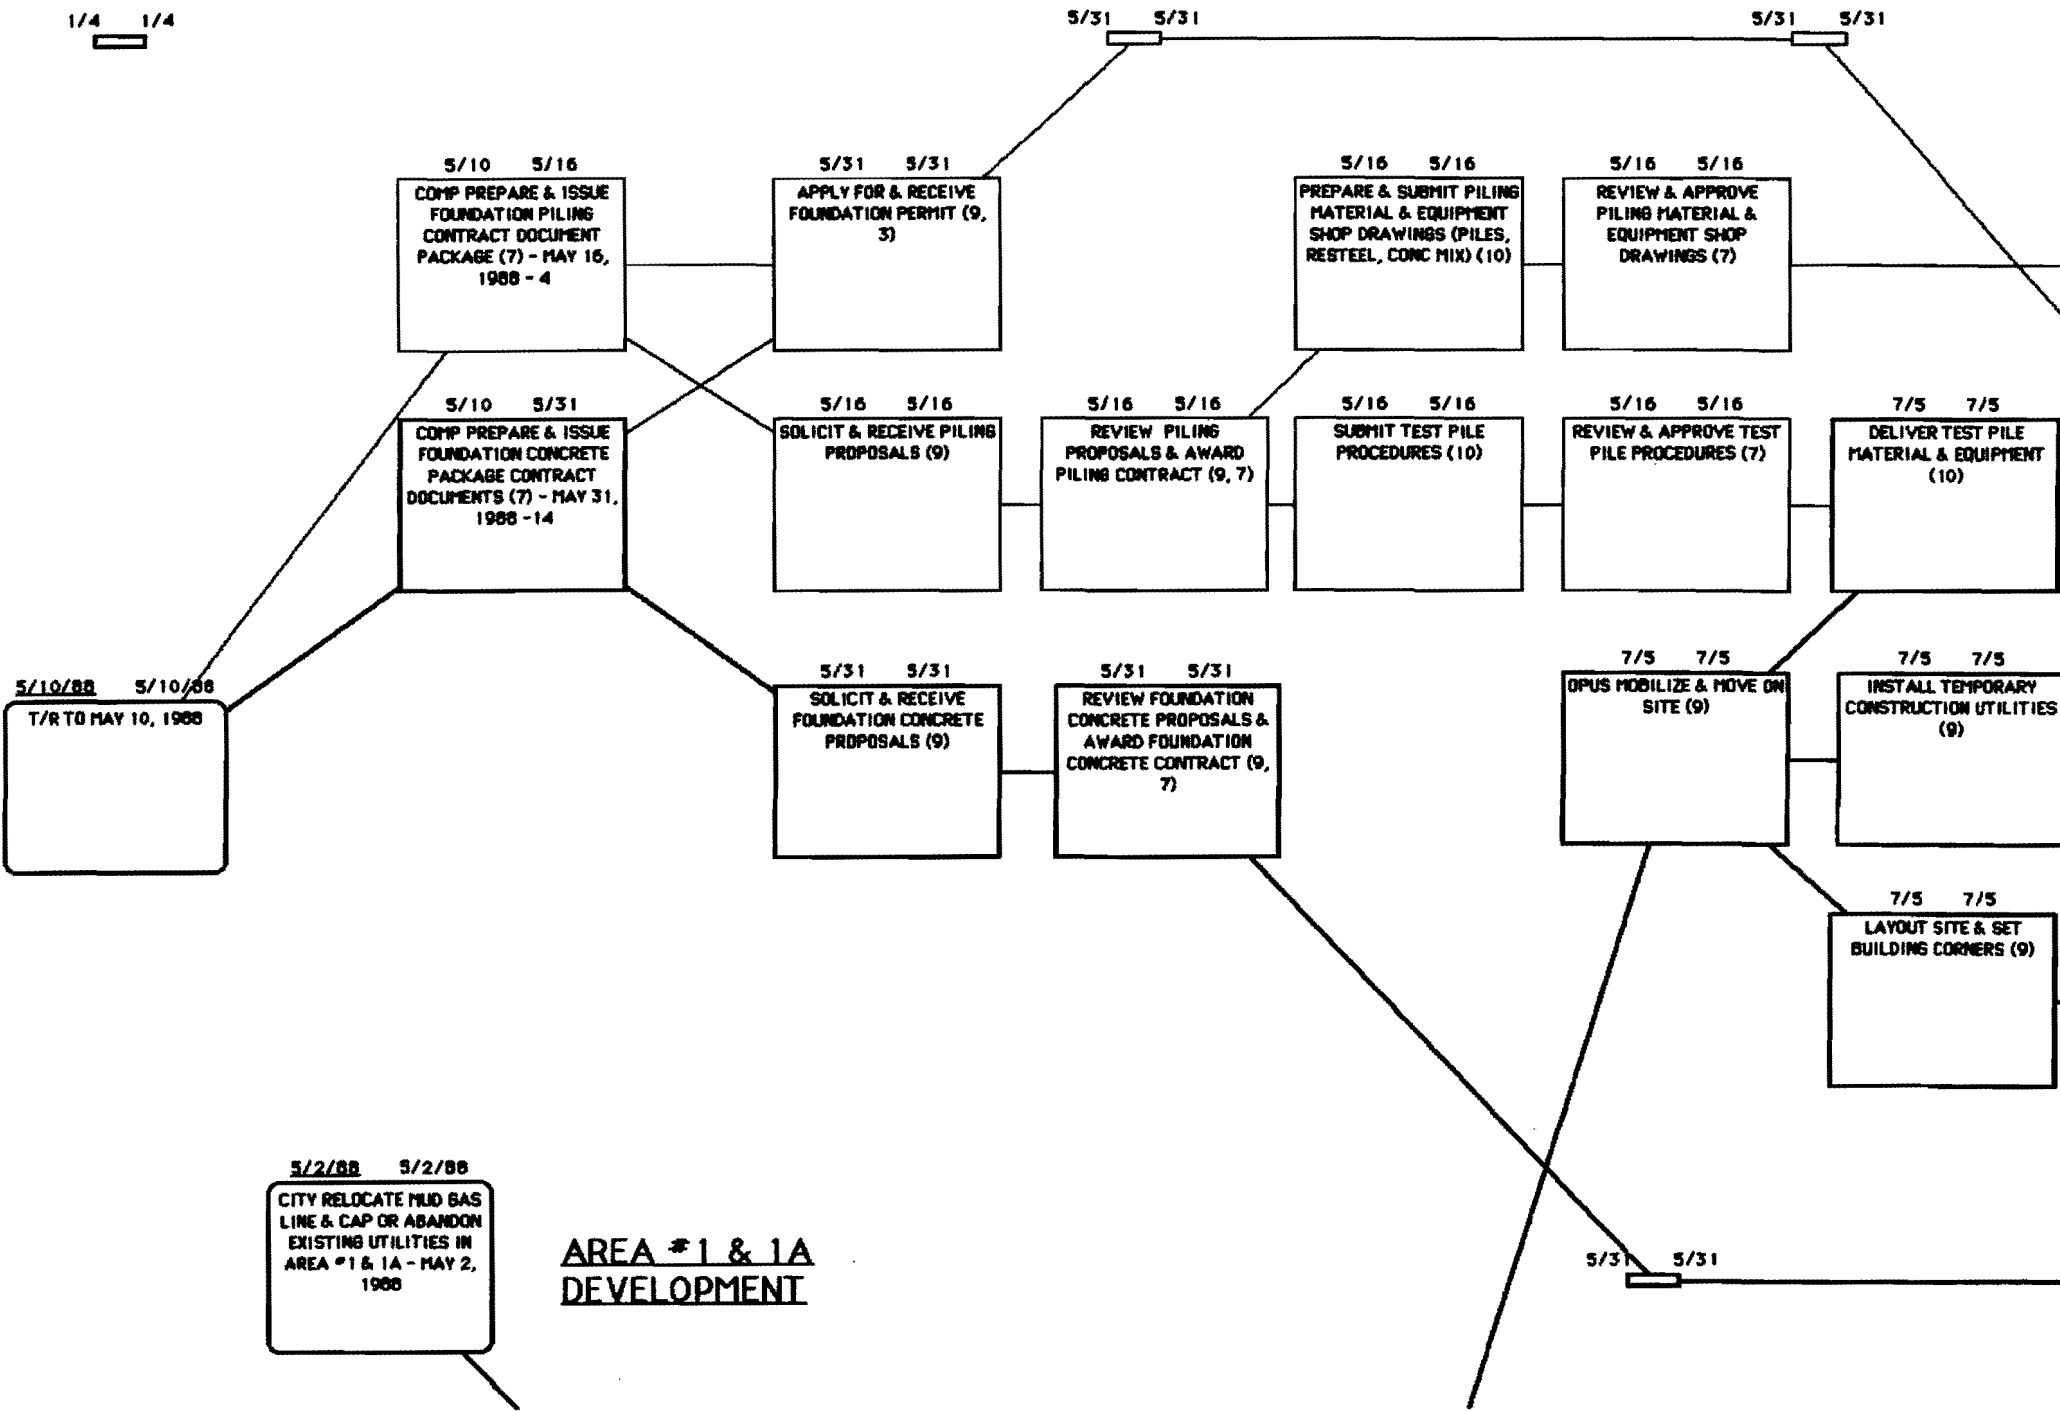 1/4 1/4
5/31 5/31
5/31 5/31
5/10 5/16
COMP PREPARE & ISSUE
FOUNDATION PILING
CONTRACT DOCUMENT
PACKAGE (7) - MAY 16,
1988 - 4
5/31 5/31
APPLY FOR & RECEIVE
FOUNDATION PERMIT (9,
3)
5/16 5/16
PREPARE & SUBMIT PILING
MATERIAL & EQUIPMENT
SHOP DRAWINGS (PILES,
RESTEEL, CONC MIX) (10)
5/16 5/16
REVIEW & APPROVE
PILING MATERIAL &
EQUIPMENT SHOP
DRAWINGS (7)
5/10 5/31
COMP PREPARE & ISSUE
FOUNDATION CONCRETE
PACKAGE CONTRACT
DOCUMENTS (7) - MAY 31,
1988 -14
5/16 5/16
SOLICIT & RECEIVE PILING
PROPOSALS (9)
5/16 5/16
REVIEW PILING
PROPOSALS & AWARD
PILING CONTRACT (9, 7)
5/16 5/16
SUBMIT TEST PILE
PROCEDURES (10)
5/16 5/16
REVIEW & APPROVE TEST
PILE PROCEDURES (7)
7/5 7/5
DELIVER TEST PILE
MATERIAL & EQUIPMENT
(10)
5/10/88 5/10/88
T/R TO MAY 10, 1988
5/31 5/31
SOLICIT & RECEIVE
FOUNDATION CONCRETE
PROPOSALS (9)
5/31 5/31
REVIEW FOUNDATION
CONCRETE PROPOSALS &
AWARD FOUNDATION
CONCRETE CONTRACT (9,
7)
7/5 7/5
OPUS MOBILIZE & MOVE ON
SITE (9)
7/5 7/5
INSTALL TEMPORARY
CONSTRUCTION UTILITIES
(9)
7/5 7/5
LAYOUT SITE & SET
BUILDING CORNERS (9)
5/2/88 5/2/88
CITY RELOCATE MUD GAS
LINE & CAP OR ABANDON
EXISTING UTILITIES IN
AREA #1 & 1A - MAY 2,
1988
AREA #1 & 1A
DEVELOPMENT
5/31 5/31